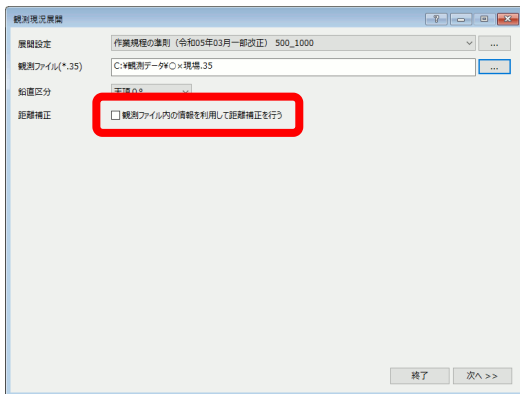 観測現況展開
展開設定 作業規程の準則（令和05年03月一部改正） 500_1000 ...
観測ファイル(*.35) C:¥観測データ¥○×現場.35 ...
鉛直区分 天頂0°
距離補正 観測ファイル内の情報を利用して距離補正を行う
終了 次へ >>